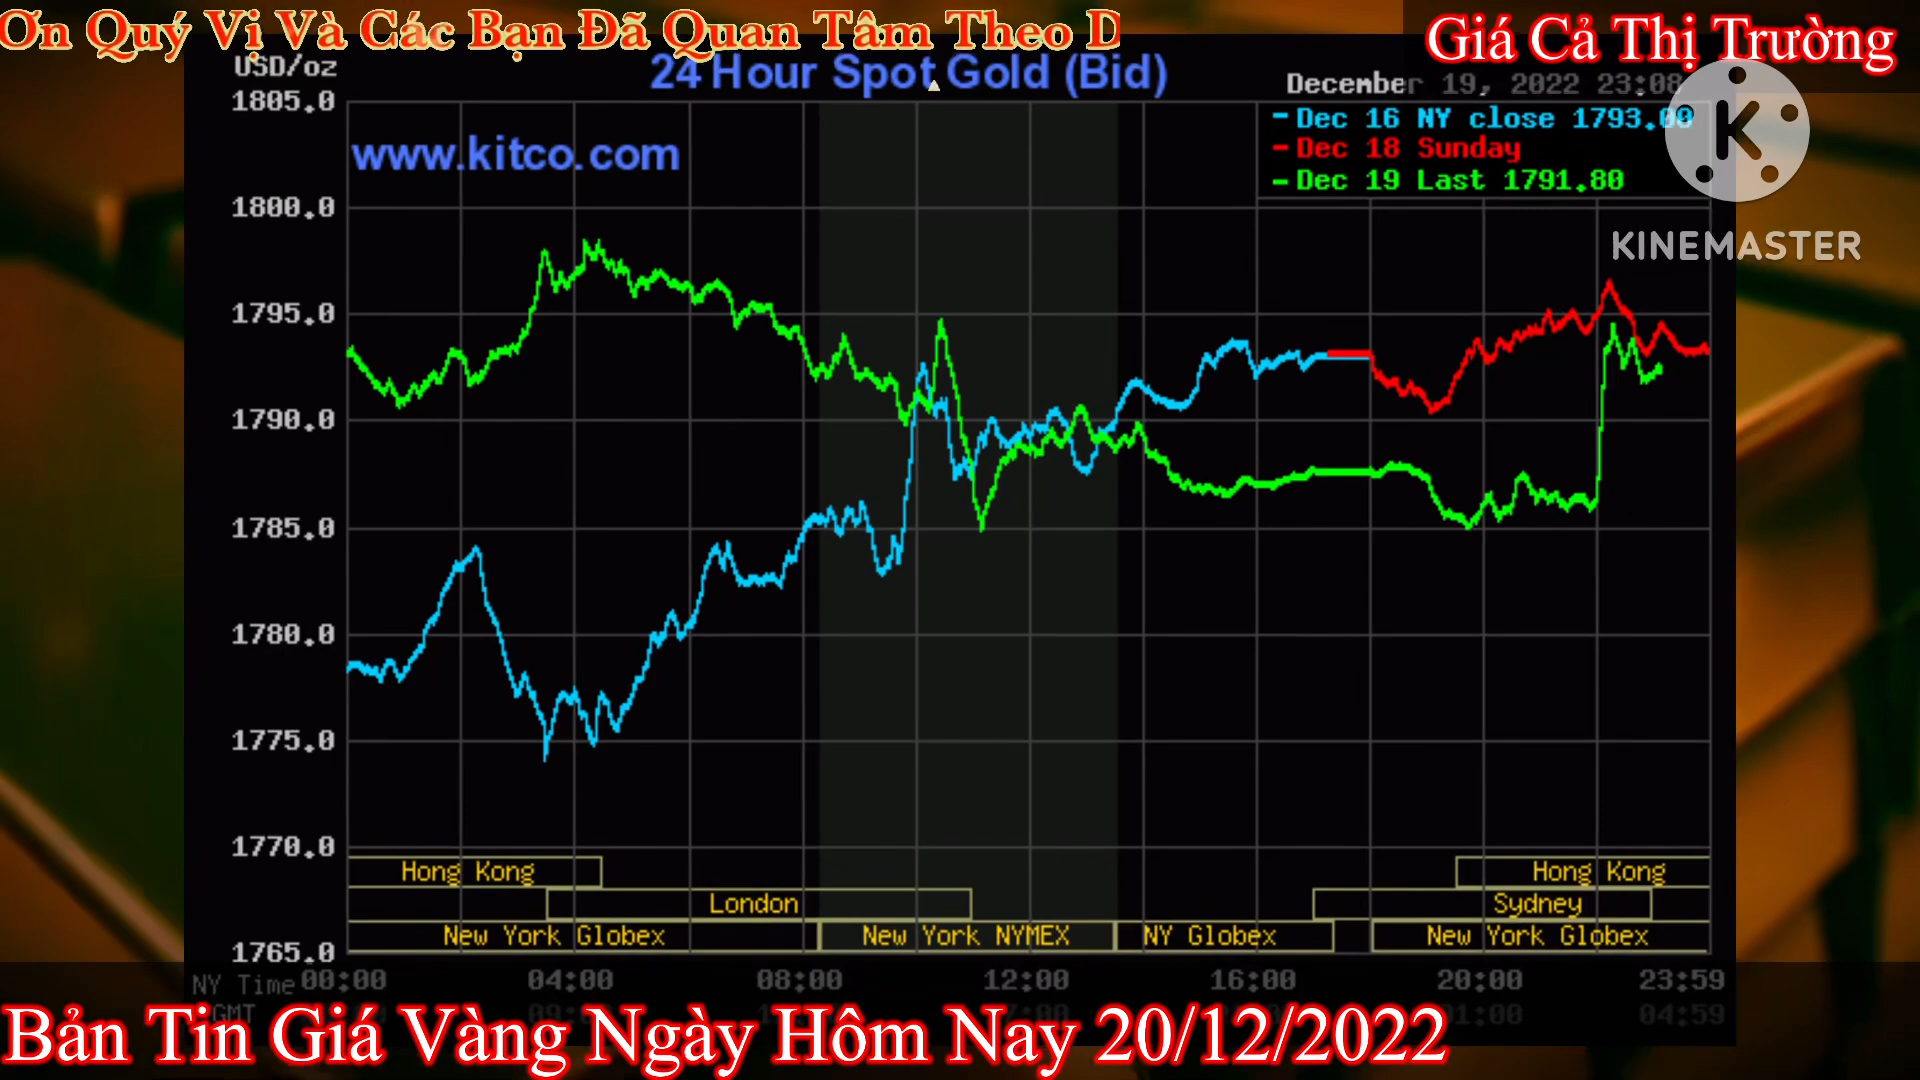 Ơn Quý Vị Và Các Bạn Đã Quan Tâm Theo D
Giá Cả Thị Trường
USD/oz
24 Hour Spot Gold (Bid)
December 19, 2022 23:08
1805.0
Dec 16 NY close 1793.00
www.kitco.com
Dec 18 Sunday
Dec 19 Last 1791.80
K
KINEMASTER
1800.0
1795.0
1790.0
1785.0
1780.0
1775.0
1770.0
Hong Kong
Hong Kong
London
Sydney
New York Globex
New York NYMEX
NY Globex
New York Globex
1765.0
NY Time 00:00 04:00 08:00 12:00 16:00 20:00 23:59
GMT 04:59
Bản Tin Giá Vàng Ngày Hôm Nay 20/12/2022